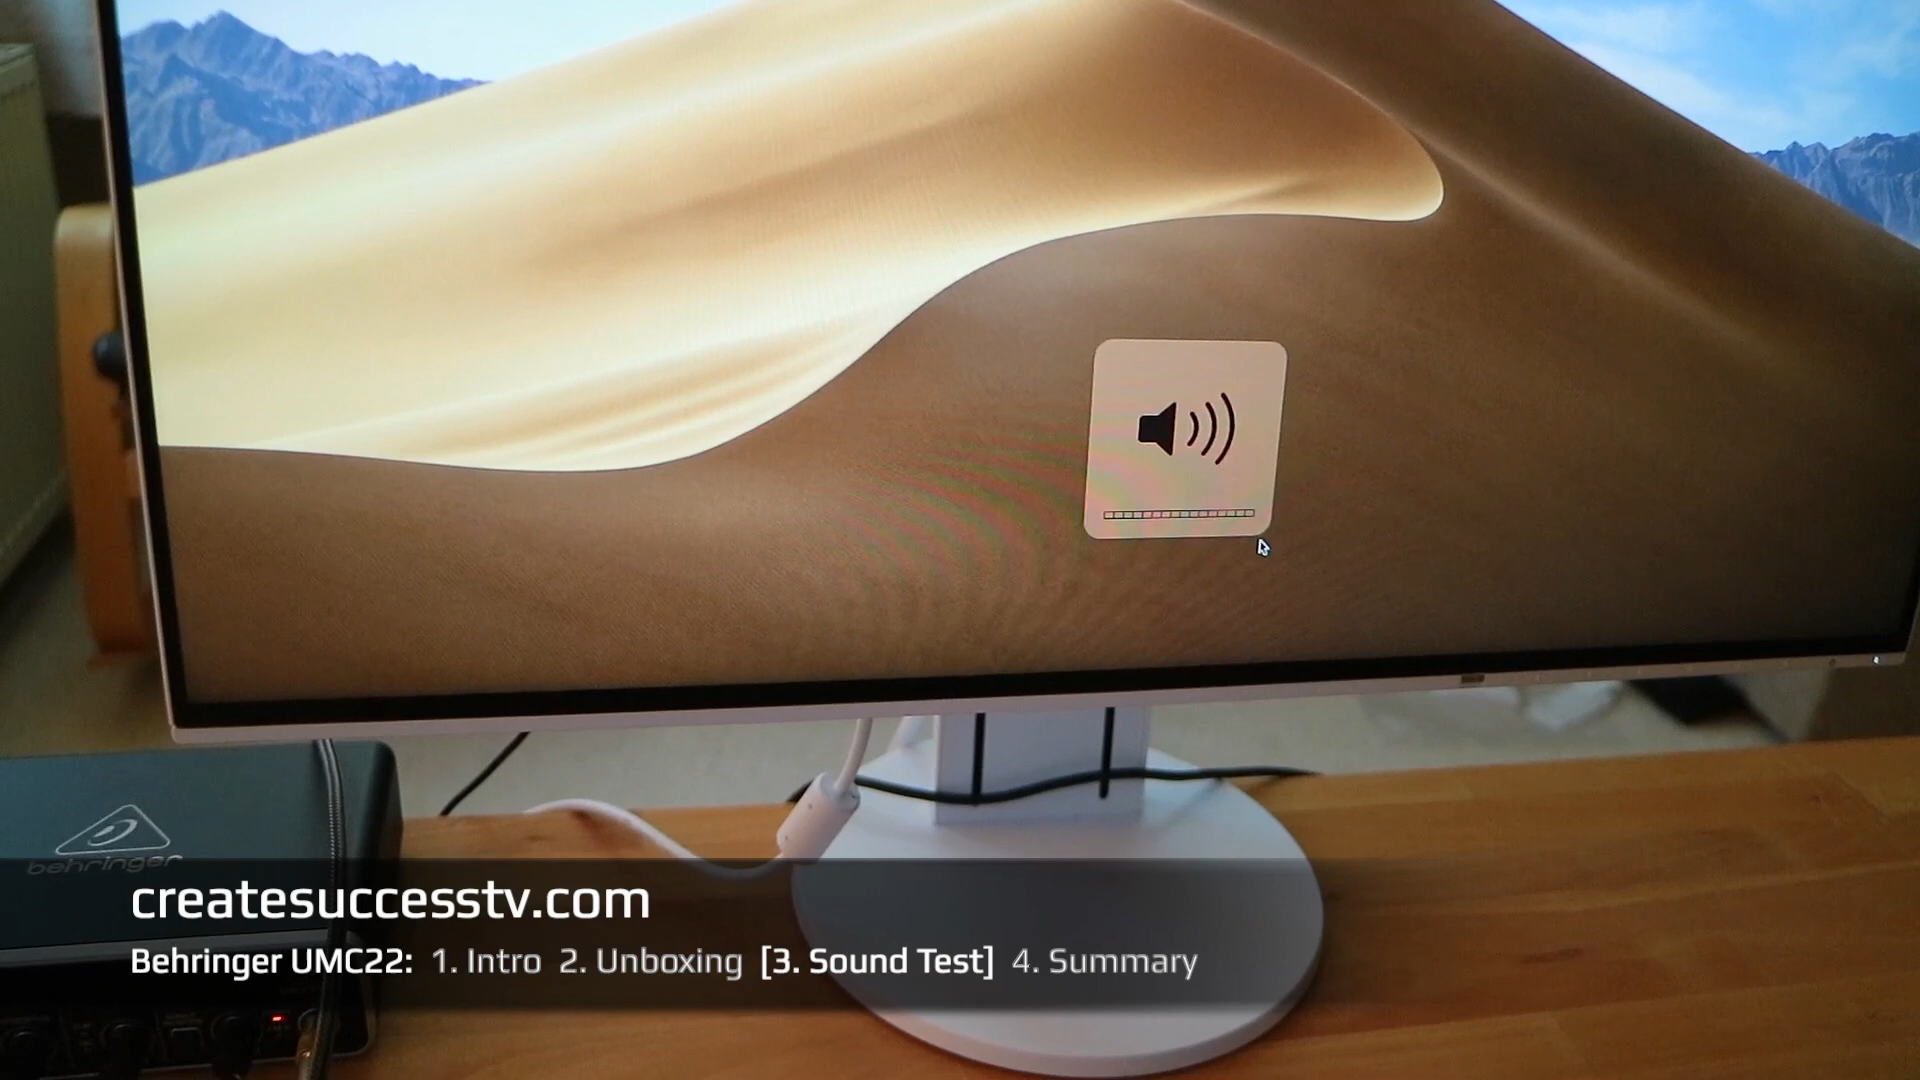 behringer
createsuccesstv.com
Behringer UMC22: 1. Intro 2. Unboxing [3. Sound Test] 4. Summary